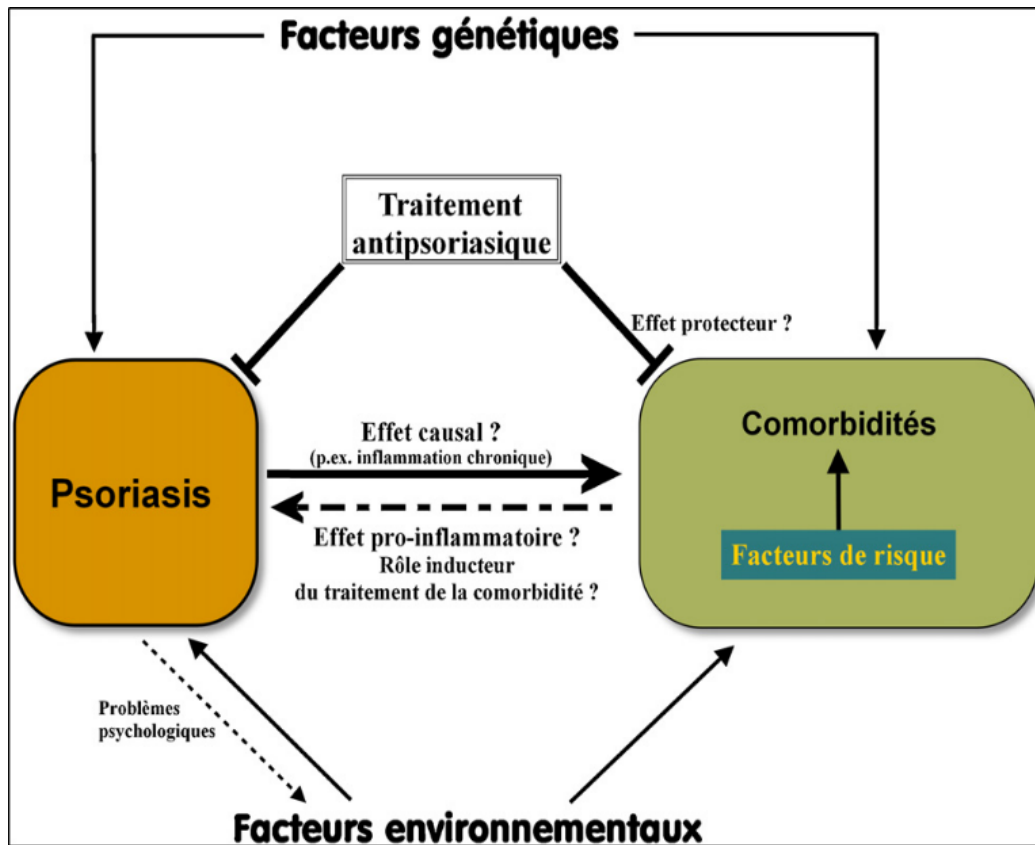 Facteurs génétiques
Traitement
antipsoriasique
Effet protecteur ?
Comorbidités
Effet causal ?
(p.ex. inflammation chronique)
Psoriasis
Effet pro-inflammatoire ?
Rôle inducteur
du traitement de la comorbidité ?
Facteurs de risque
Problèmes
psychologiques
Facteurs environnementaux